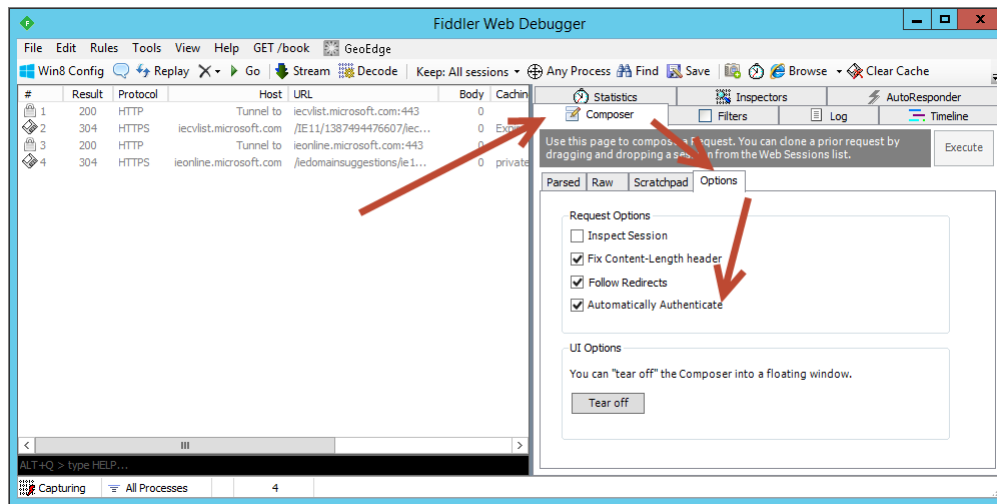 Fiddler Web Debugger
File Edit Rules Tools View Help GET /book GeoEdge
Win8 Config Replay X Go Stream Decode Keep: All sessions Any Process Find Save Browse Clear Cache
# Result Protocol Host URL Body Cachin
1 200 HTTP Tunnel to iecvlist.microsoft.com:443 0
2 304 HTTPS iecvlist.microsoft.com /IE11/1387494476607/iec... 0
3 200 HTTP Tunnel to ieonline.microsoft.com:443 0
4 304 HTTPS ieonline.microsoft.com /iedomainsuggestions/ie1... 0 private
Statistics Inspectors AutoResponder
Composer Filters Log Timeline
Use this page to compose a Request. You can clone a prior request by
dragging and dropping a session from the Web Sessions list.
Execute
Parsed Raw Scratchpad Options
Request Options
Inspect Session
Fix Content-Length header
Follow Redirects
Automatically Authenticate
UI Options
You can "tear off" the Composer into a floating window.
Tear off
ALT+Q > type HELP...
Capturing All Processes 4